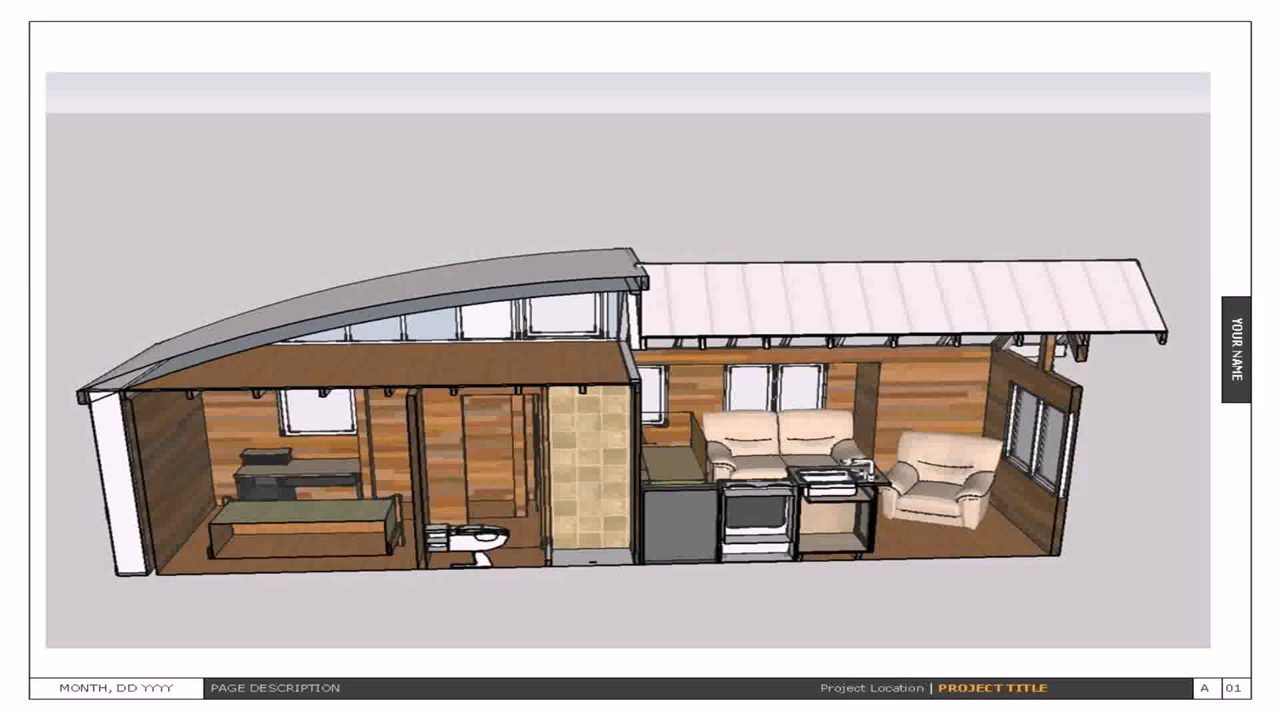 YOUR NAME
MONTH, DD YYYY
PAGE DESCRIPTION
Project Location | PROJECT TITLE
A
01